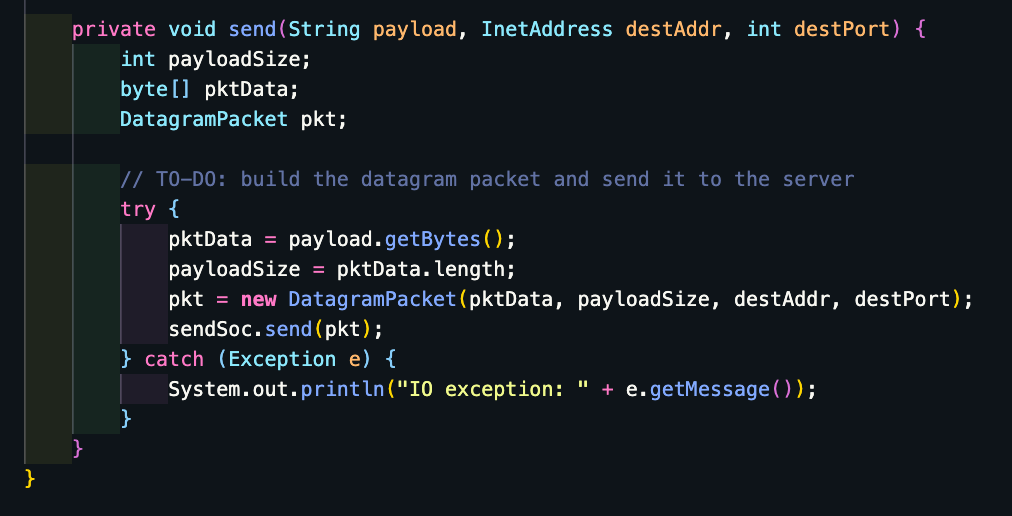 private void send(String payload, InetAddress destAddr, int destPort) {
int payloadSize;
byte[] pktData;
DatagramPacket pkt;
// TO-DO: build the datagram packet and send it to the server
try {
pktData = payload.getBytes();
payloadSize = pktData.length;
pkt = new DatagramPacket(pktData, payloadSize, destAddr, destPort);
sendSoc.send(pkt);
} catch (Exception e) {
System.out.println("IO exception: " + e.getMessage());
}
}
}